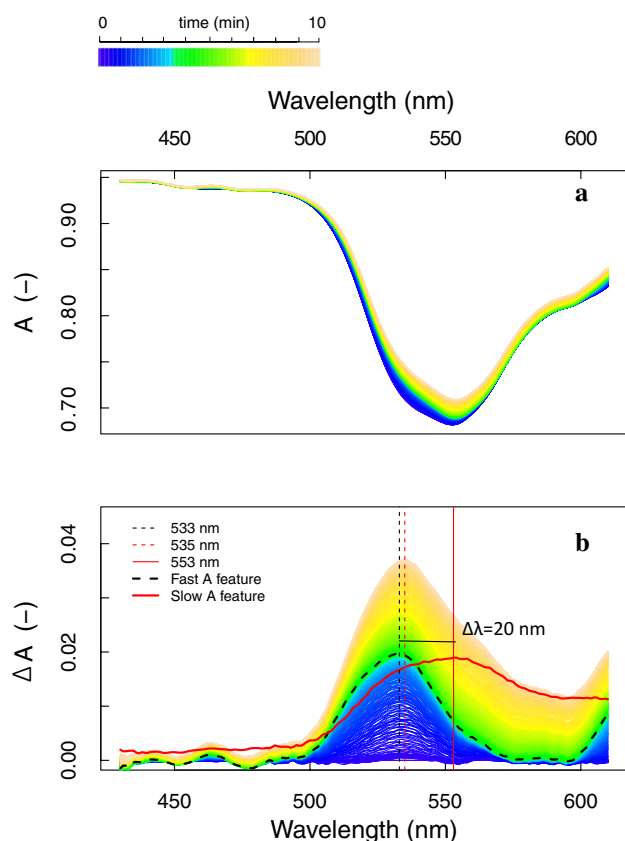 0 time (min) 10
Wavelength (nm)
450 500 550 600
a
0.90
0.80
0.70
A (−)
b
533 nm
535 nm
553 nm
Fast A feature
Slow A feature
Δλ=20 nm
0.04
0.02
0.00
Δ A (−)
450 500 550 600
Wavelength (nm)